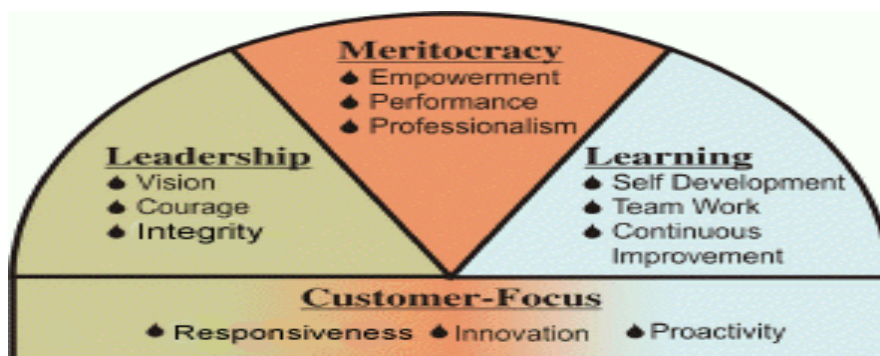 Meritocracy
Empowerment
Performance
Professionalism
Leadership
Vision
Courage
Integrity
Learning
Self Development
Team Work
Continuous
Improvement
Customer-Focus
Responsiveness Innovation Proactivity